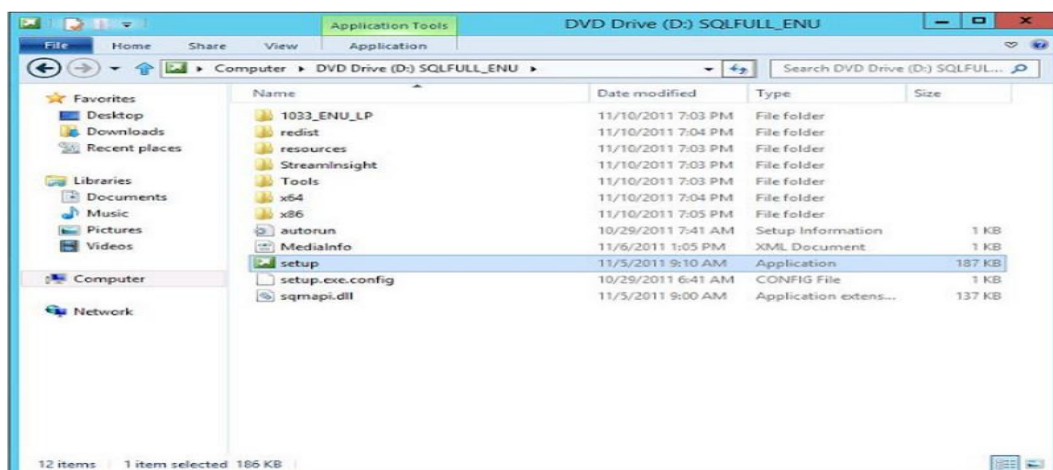 Application Tools DVD Drive (D:) SQLFULL_ENU
File Home Share View Application
Computer DVD Drive (D:) SQLFULL_ENU Search DVD Drive (D:) SQLFUL...
Favorites
Desktop
Downloads
Recent places
Libraries
Documents
Music
Pictures
Videos
Computer
Network
Name Date modified Type Size
1033_ENU_LP 11/10/2011 7:03 PM File folder
redist 11/10/2011 7:04 PM File folder
resources 11/10/2011 7:03 PM File folder
StreamInsight 11/10/2011 7:03 PM File folder
Tools 11/10/2011 7:03 PM File folder
x64 11/10/2011 7:04 PM File folder
x86 11/10/2011 7:05 PM File folder
autorun 10/29/2011 7:41 AM Setup Information 1 KB
MediaInfo 11/6/2011 1:05 PM XML Document 1 KB
setup 11/5/2011 9:10 AM Application 187 KB
setup.exe.config 10/29/2011 6:41 AM CONFIG File 1 KB
sqmapi.dll 11/5/2011 9:00 AM Application extens... 137 KB
12 items 1 item selected 186 KB